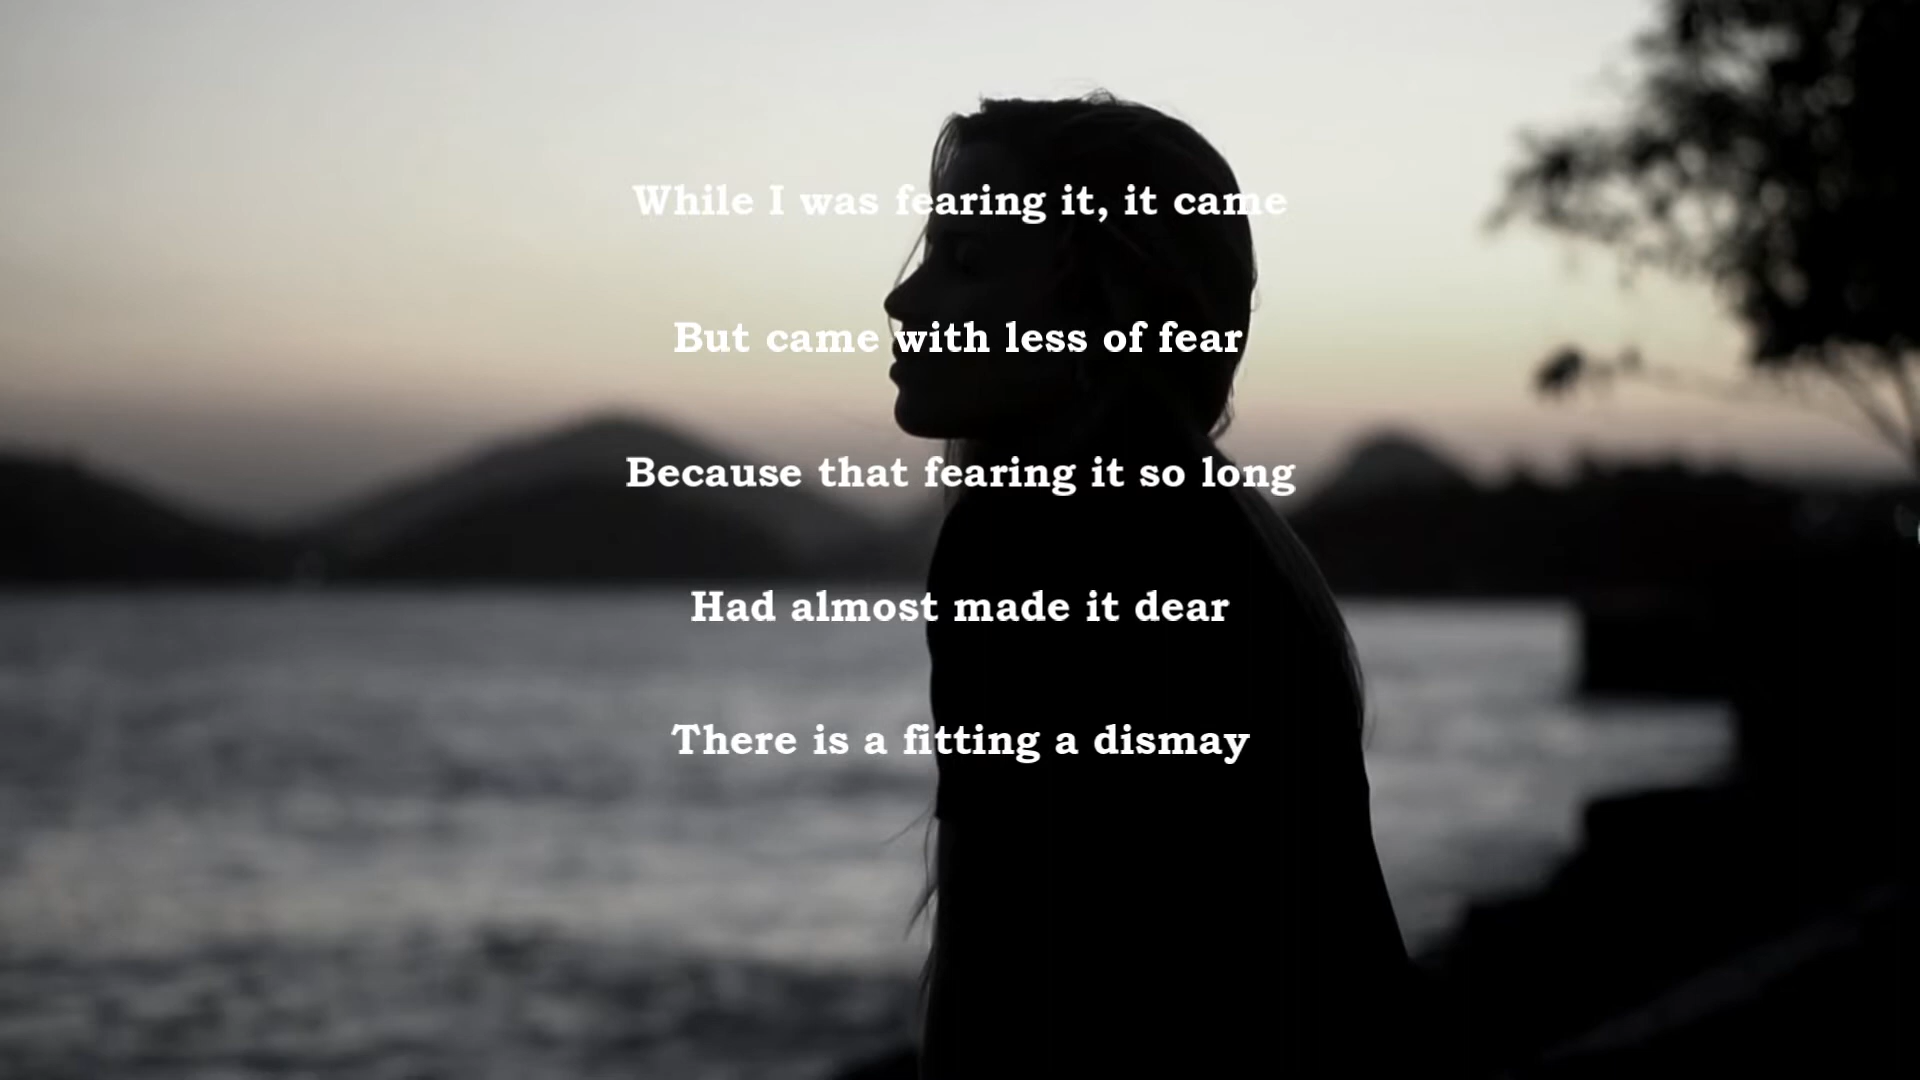 While I was fearing it, it came
But came with less of fear
Because that fearing it so long
Had almost made it dear
There is a fitting a dismay